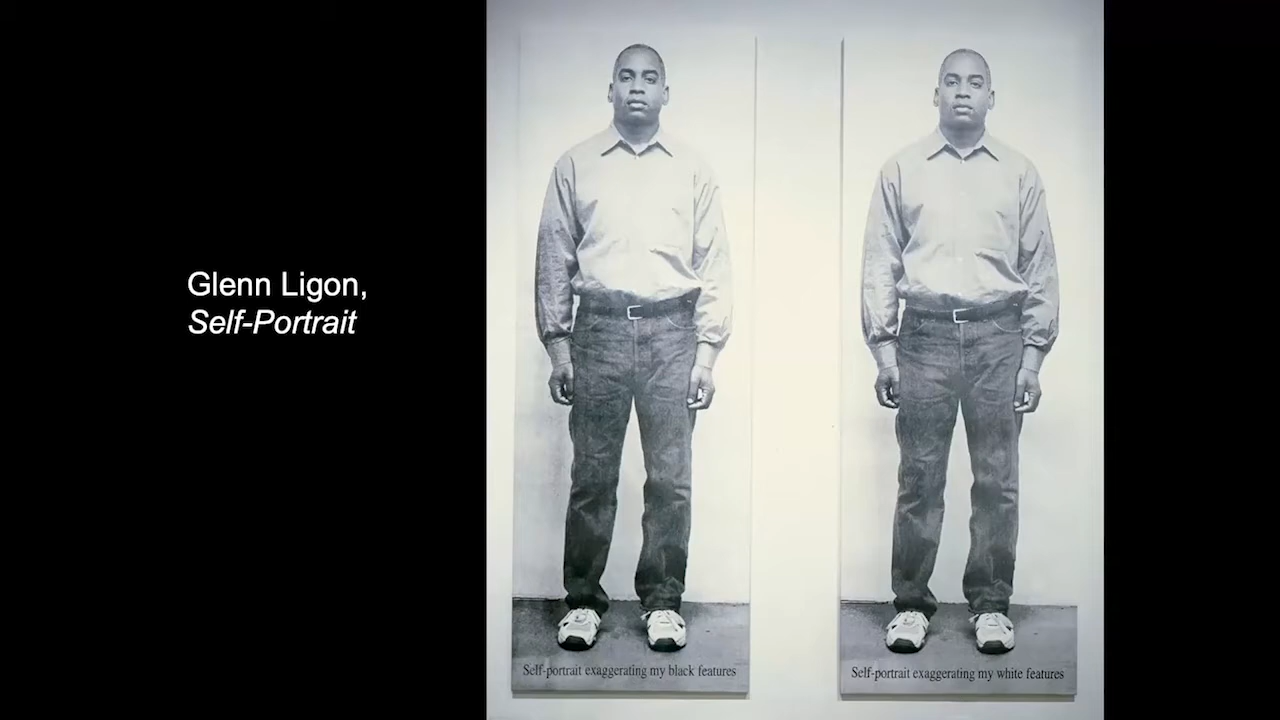 Glenn Ligon,
Self-Portrait
Self-portrait exaggerating my black features
Self-portrait exaggerating my white features